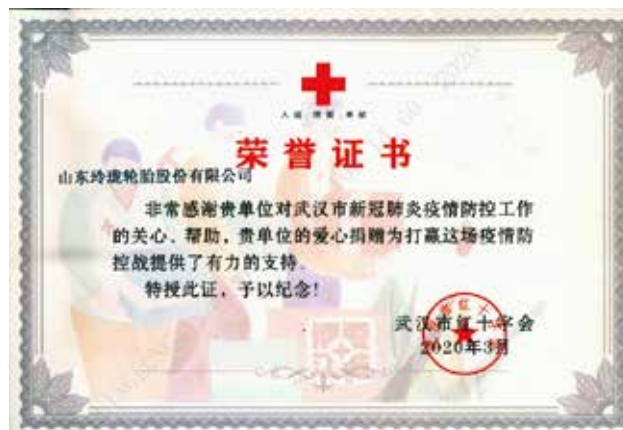 人道 博爱 奉献
荣誉证书
山东玲珑轮胎股份有限公司
非常感谢贵单位对武汉市新冠肺炎疫情防控工作
的关心、帮助，贵单位的爱心捐赠为打赢这场疫情防
控战提供了有力的支持。
特授此证，予以纪念！
武汉市红十字会
2020年3月